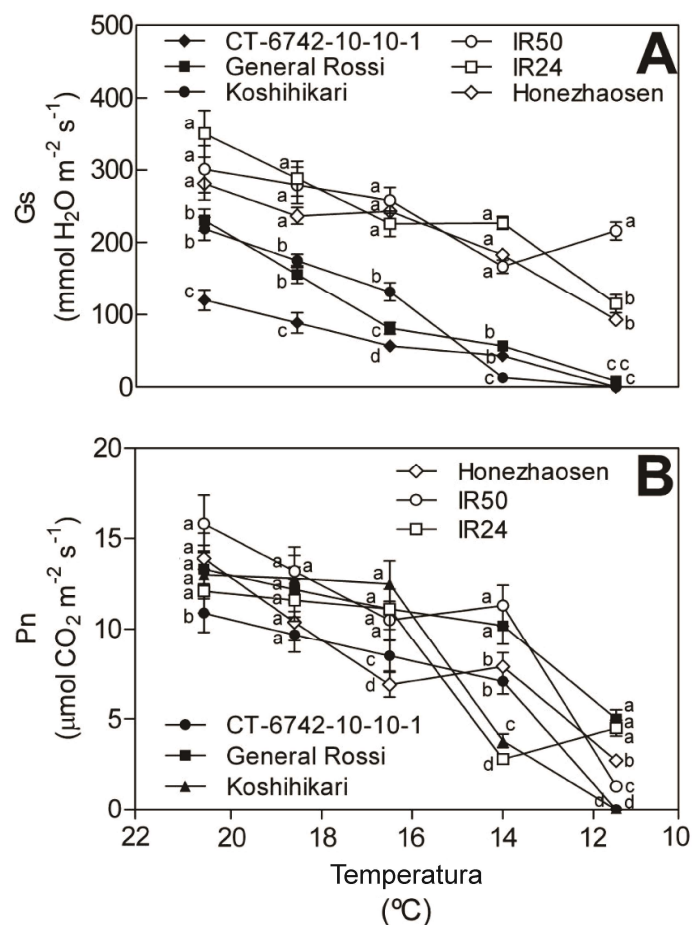 A
CT-6742-10-10-1
General Rossi
Koshihikari
IR50
IR24
Honezhaosen
Gs
(mmol H₂O m⁻² s⁻¹)
500
400
300
200
100
0
a
a
a
b
b
c
a
a
b
b
c
a
a
a
b
c
d
a
a
a
b
b
c
a
b
b
c c
c
B
Honezhaosen
IR50
IR24
CT-6742-10-10-1
General Rossi
Koshihikari
Pn
(μmol CO₂ m⁻² s⁻¹)
20
15
10
5
0
a
a
a
a
a
b
a
a
a
a
a
a
a
a
a
c
d
a
a
b
b
c
d
a
a
a
b
c
d
d
22
20
18
16
14
12
10
Temperatura
(ºC)